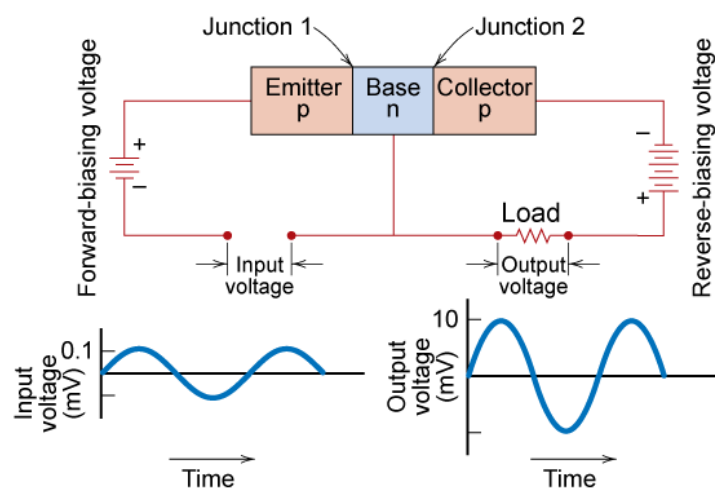 Junction 1
Junction 2
Forward-biasing voltage
Emitter
p
Base
n
Collector
p
Reverse-biasing voltage
+
−
−
+
Load
Input
voltage
Output
voltage
Input
voltage
(mV)
0.1
Time
Output
voltage
(mV)
10
Time